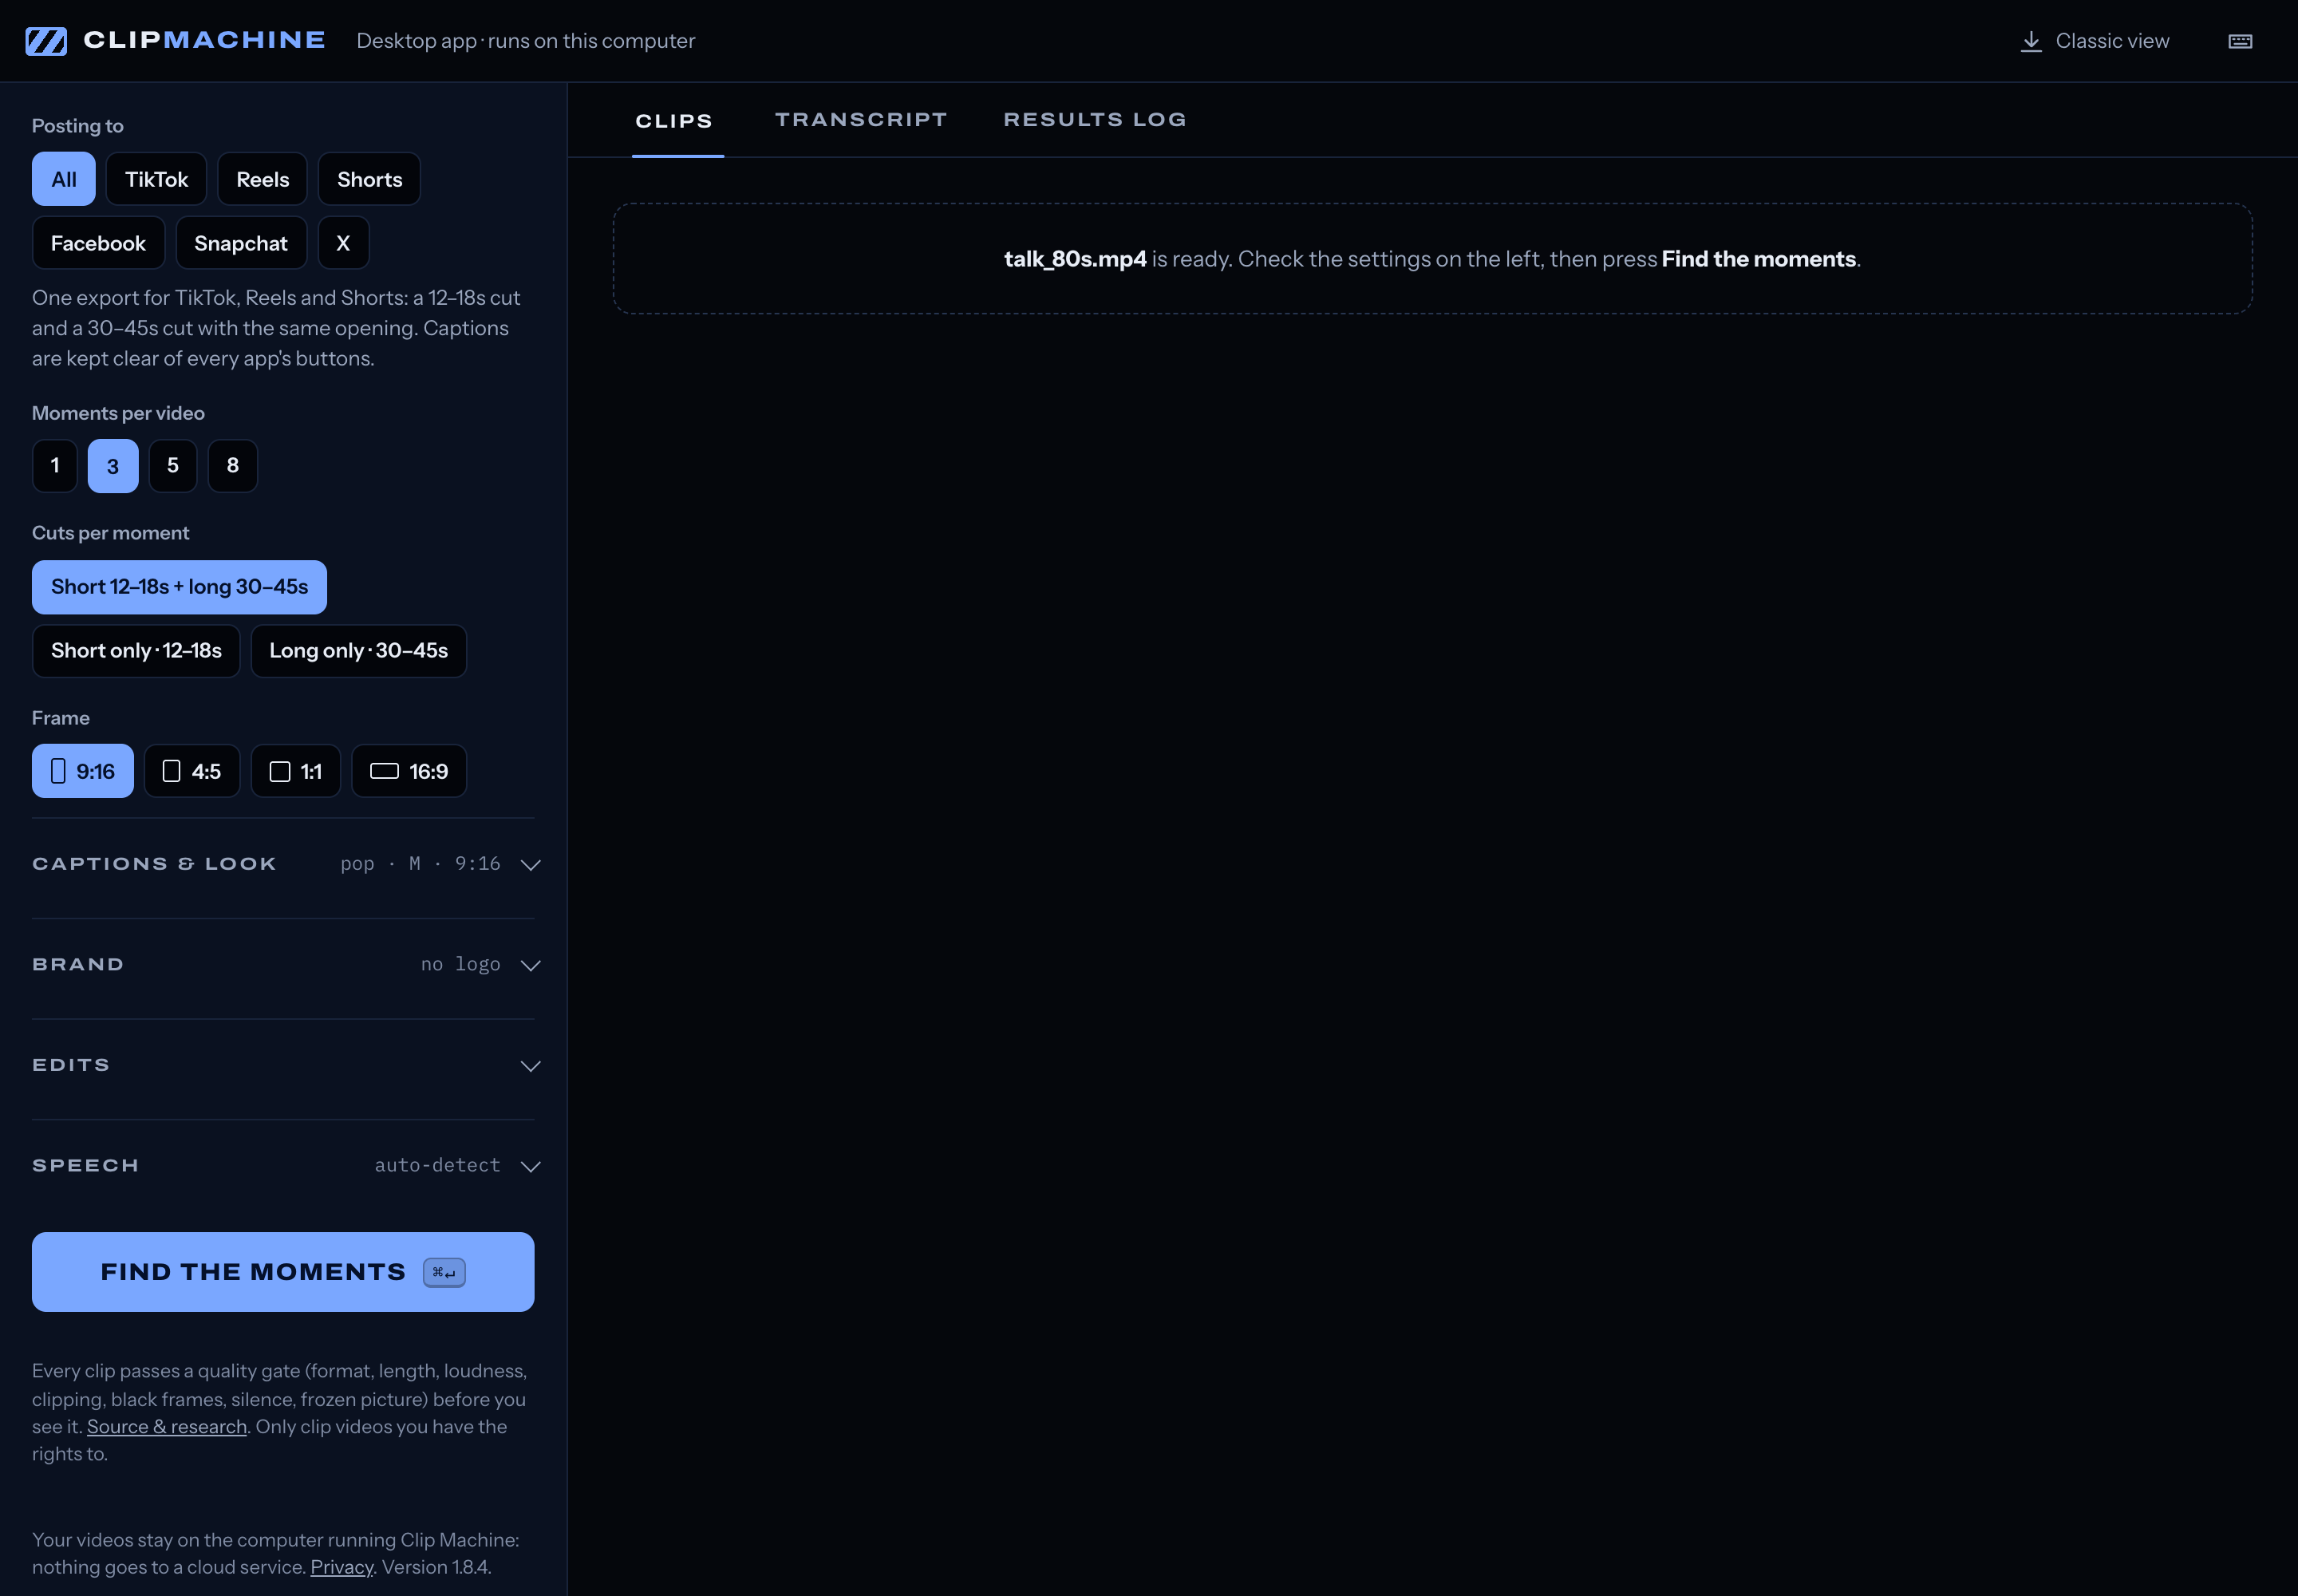 CLIPMACHINE
Desktop app · runs on this computer
Classic view
Posting to
All
TikTok
Reels
Shorts
Facebook
Snapchat
X
One export for TikTok, Reels and Shorts: a 12–18s cut
and a 30–45s cut with the same opening. Captions
are kept clear of every app's buttons.
Moments per video
1
3
5
8
Cuts per moment
Short 12–18s + long 30–45s
Short only · 12–18s
Long only · 30–45s
Frame
9:16
4:5
1:1
16:9
CAPTIONS & LOOK
pop · M · 9:16
BRAND
no logo
EDITS
SPEECH
auto-detect
FIND THE MOMENTS ⌘↵
Every clip passes a quality gate (format, length, loudness,
clipping, black frames, silence, frozen picture) before you
see it. Source & research. Only clip videos you have the
rights to.
Your videos stay on the computer running Clip Machine:
nothing goes to a cloud service. Privacy. Version 1.8.4.
CLIPS
TRANSCRIPT
RESULTS LOG
talk_80s.mp4 is ready. Check the settings on the left, then press Find the moments.